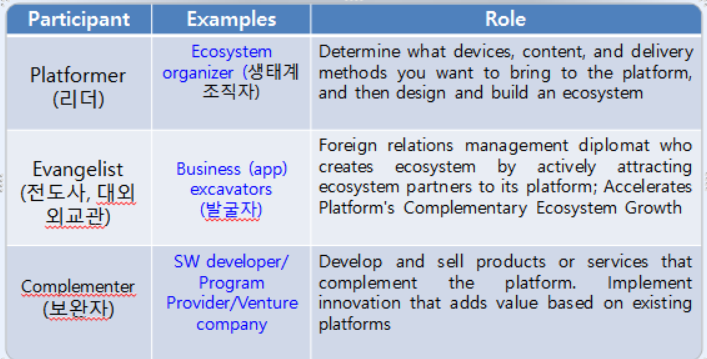 Participant Examples Role
Platformer
(리더)
Ecosystem
organizer (생태계
조직자)
Determine what devices, content, and delivery
methods you want to bring to the platform,
and then design and build an ecosystem
Evangelist
(전도사, 대외
외교관)
Business (app)
excavators
(발굴자)
Foreign relations management diplomat who
creates ecosystem by actively attracting
ecosystem partners to its platform; Accelerates
Platform's Complementary Ecosystem Growth
Complementer
(보완자)
SW developer/
Program
Provider/Venture
company
Develop and sell products or services that
complement the platform. Implement
innovation that adds value based on existing
platforms